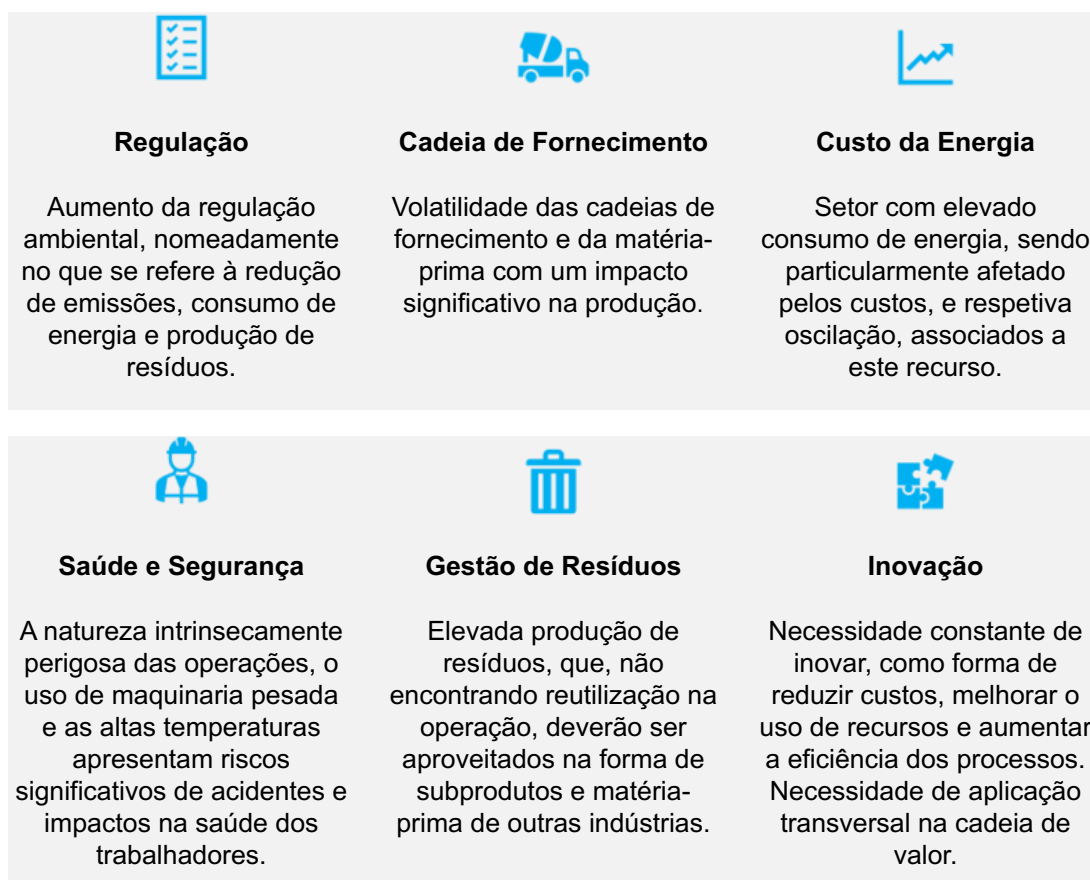 Regulação
Aumento da regulação
ambiental, nomeadamente
no que se refere à redução
de emissões, consumo de
energia e produção de
resíduos.
Cadeia de Fornecimento
Volatilidade das cadeias de
fornecimento e da matéria-
prima com um impacto
significativo na produção.
Custo da Energia
Setor com elevado
consumo de energia, sendo
particularmente afetado
pelos custos, e respetiva
oscilação, associados a
este recurso.
Saúde e Segurança
A natureza intrinsecamente
perigosa das operações, o
uso de maquinaria pesada
e as altas temperaturas
apresentam riscos
significativos de acidentes e
impactos na saúde dos
trabalhadores.
Gestão de Resíduos
Elevada produção de
resíduos, que, não
encontrando reutilização na
operação, deverão ser
aproveitados na forma de
subprodutos e matéria-
prima de outras indústrias.
Inovação
Necessidade constante de
inovar, como forma de
reduzir custos, melhorar o
uso de recursos e aumentar
a eficiência dos processos.
Necessidade de aplicação
transversal na cadeia de
valor.